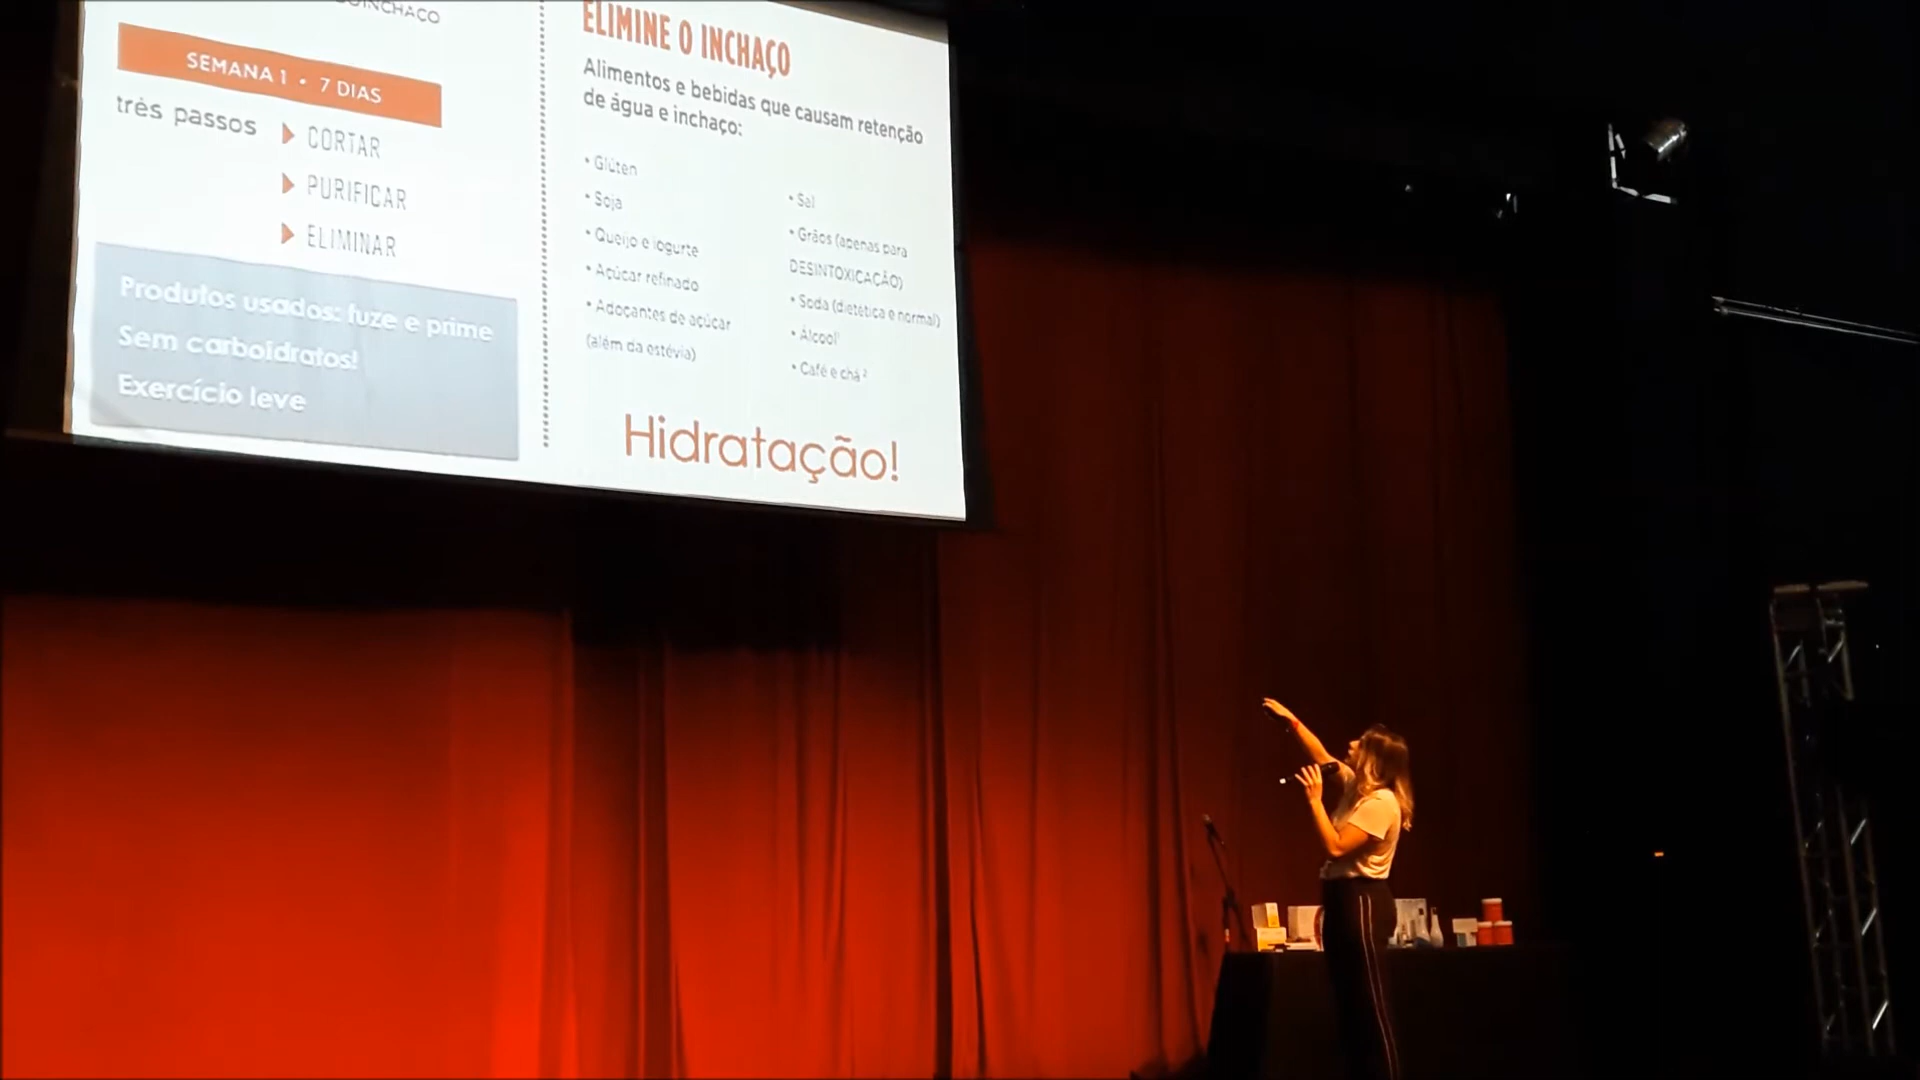 SEMANA 1 • 7 DIAS
três passos
CORTAR
PURIFICAR
ELIMINAR
Produtos usados: fuze e prime
Sem carboidratos!
Exercício leve
ELIMINE O INCHAÇO
Alimentos e bebidas que causam retenção
de água e inchaço:
• Glúten
• Soja
• Queijo e iogurte
• Açúcar refinado
• Adoçantes de açúcar
(além da estévia)
• Sal
• Grãos (apenas para
DESINTOXICAÇÃO)
• Soda (dietética e normal)
• Álcool¹
• Café e chá ²
Hidratação!